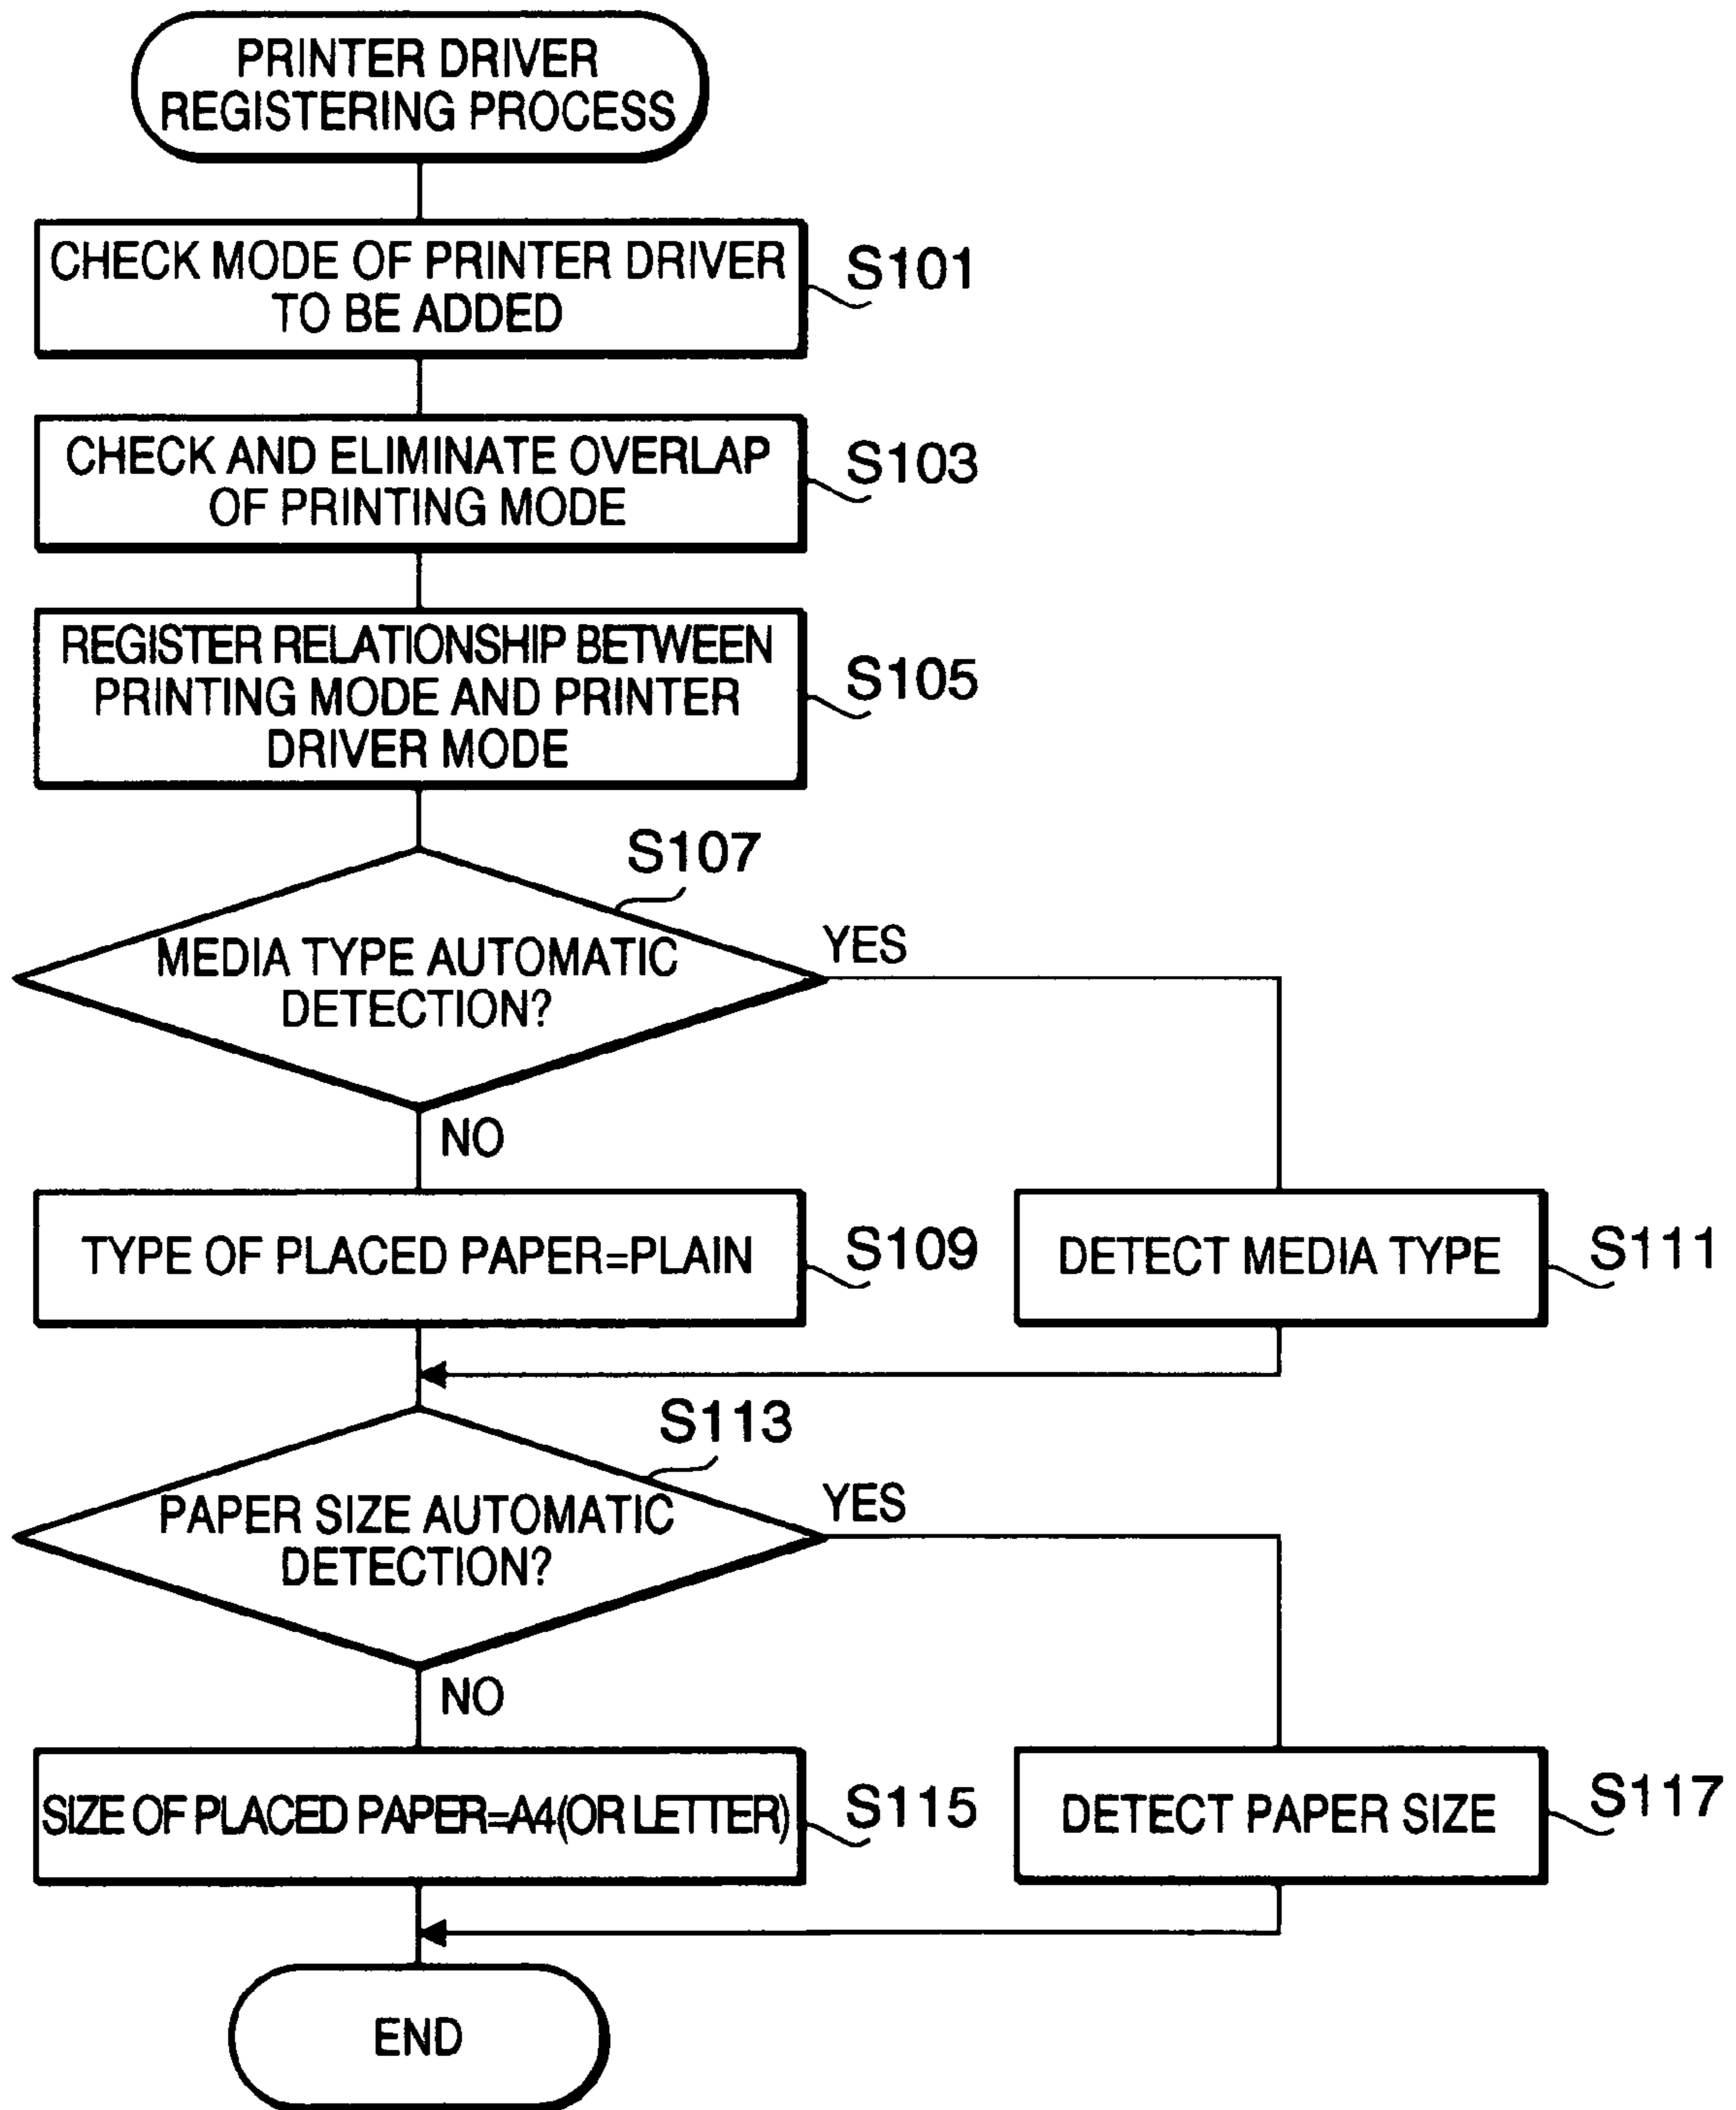 PRINTER DRIVER
REGISTERING PROCESS
CHECK MODE OF PRINTER DRIVER
TO BE ADDED
S101
CHECK AND ELIMINATE OVERLAP
OF PRINTING MODE
S103
REGISTER RELATIONSHIP BETWEEN
PRINTING MODE AND PRINTER
DRIVER MODE
S105
S107
MEDIA TYPE AUTOMATIC
DETECTION?
YES
NO
TYPE OF PLACED PAPER=PLAIN
S109
DETECT MEDIA TYPE
S111
S113
PAPER SIZE AUTOMATIC
DETECTION?
YES
NO
SIZE OF PLACED PAPER=A4(OR LETTER)
S115
DETECT PAPER SIZE
S117
END